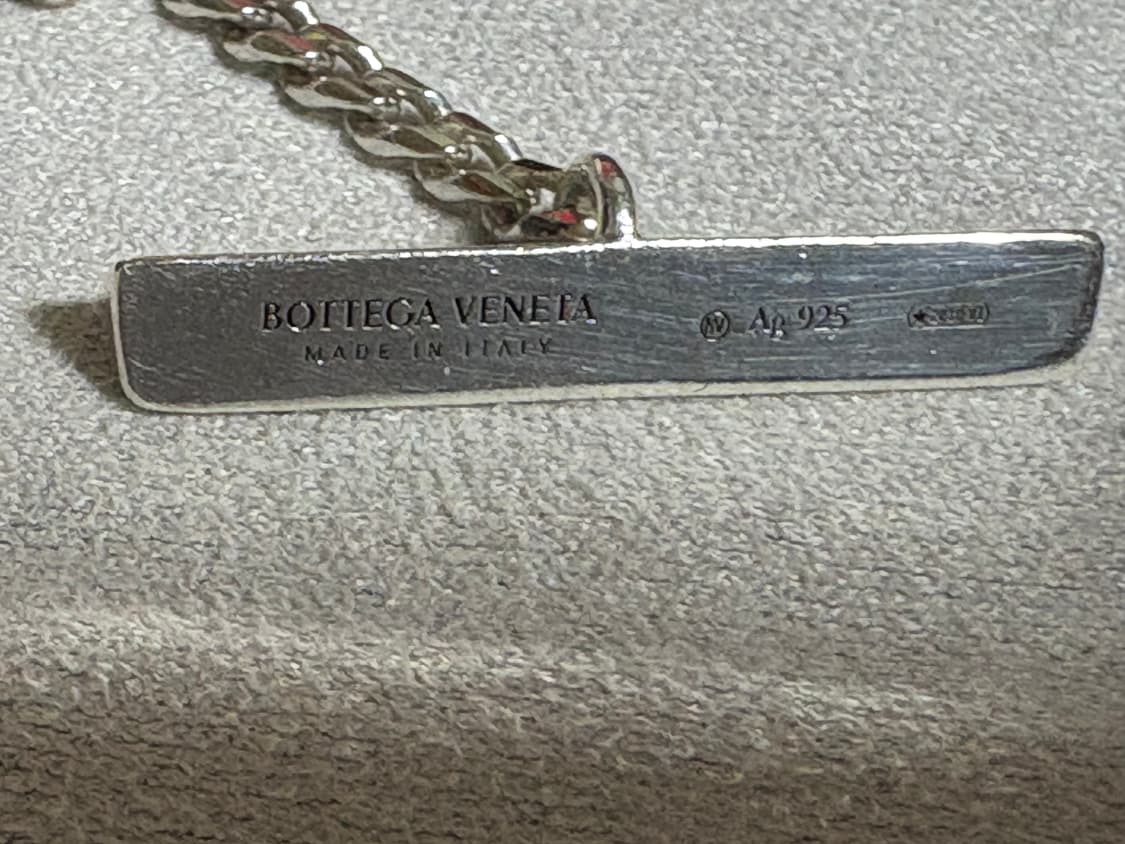 BOTTEGA VENETA
MADE IN ITALY
Ag 925